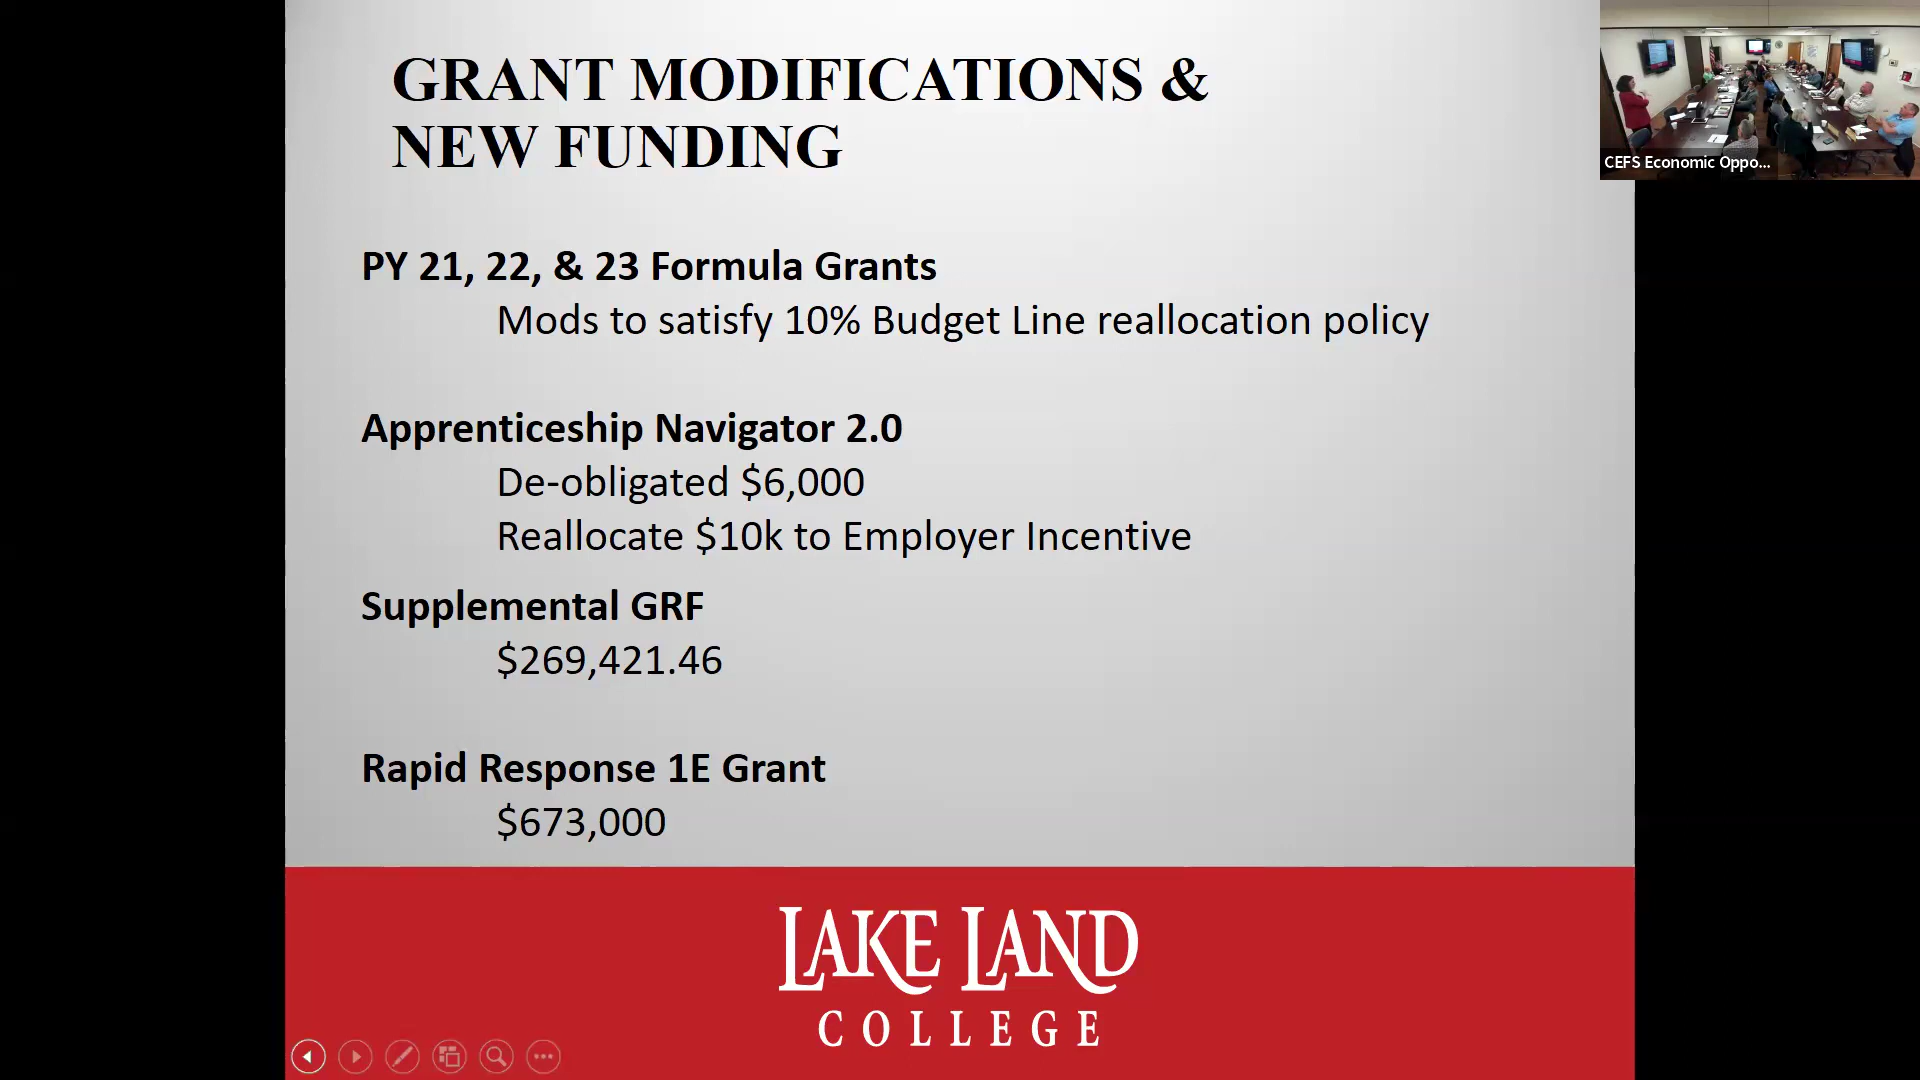 GRANT MODIFICATIONS &
NEW FUNDING
PY 21, 22, & 23 Formula Grants
Mods to satisfy 10% Budget Line reallocation policy
Apprenticeship Navigator 2.0
De-obligated $6,000
Reallocate $10k to Employer Incentive
Supplemental GRF
$269,421.46
Rapid Response 1E Grant
$673,000
LAKE LAND
COLLEGE
CEFS Economic Oppo...